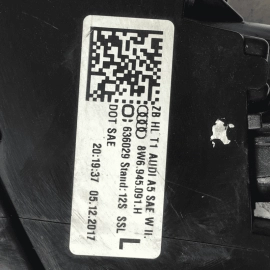 ZB HL T1 AUDI A5 SAE W II.
8W6.945.091.H
O: 636029 Stand: 12S SSL
DOT SAE
L
20:19:31 05.12.2017